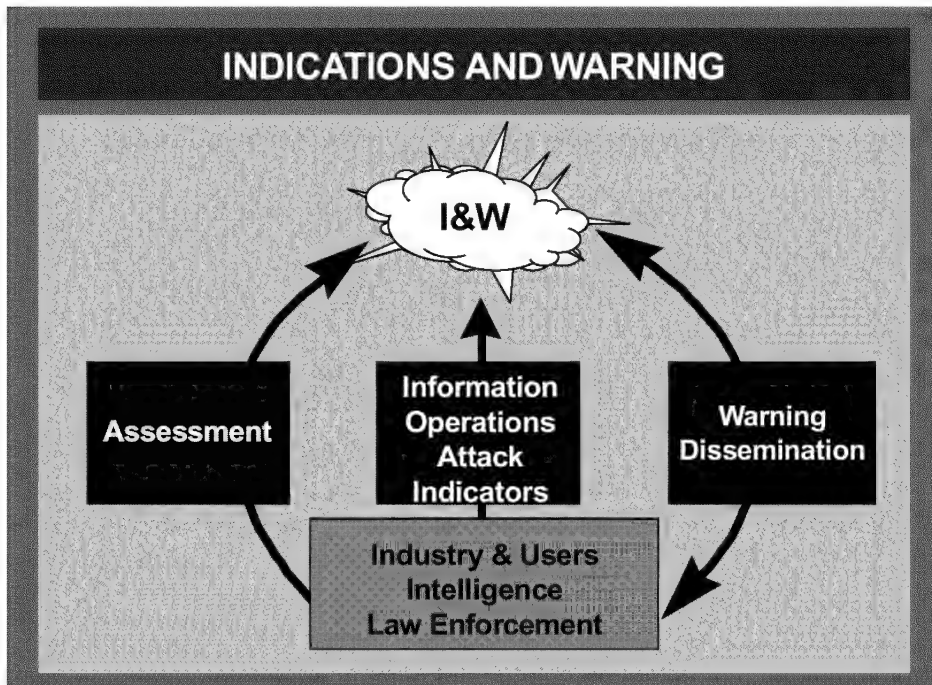 INDICATIONS AND WARNING
I&W
Assessment
Information
Operations
Attack
Indicators
Warning
Dissemination
Industry & Users
Intelligence
Law Enforcement